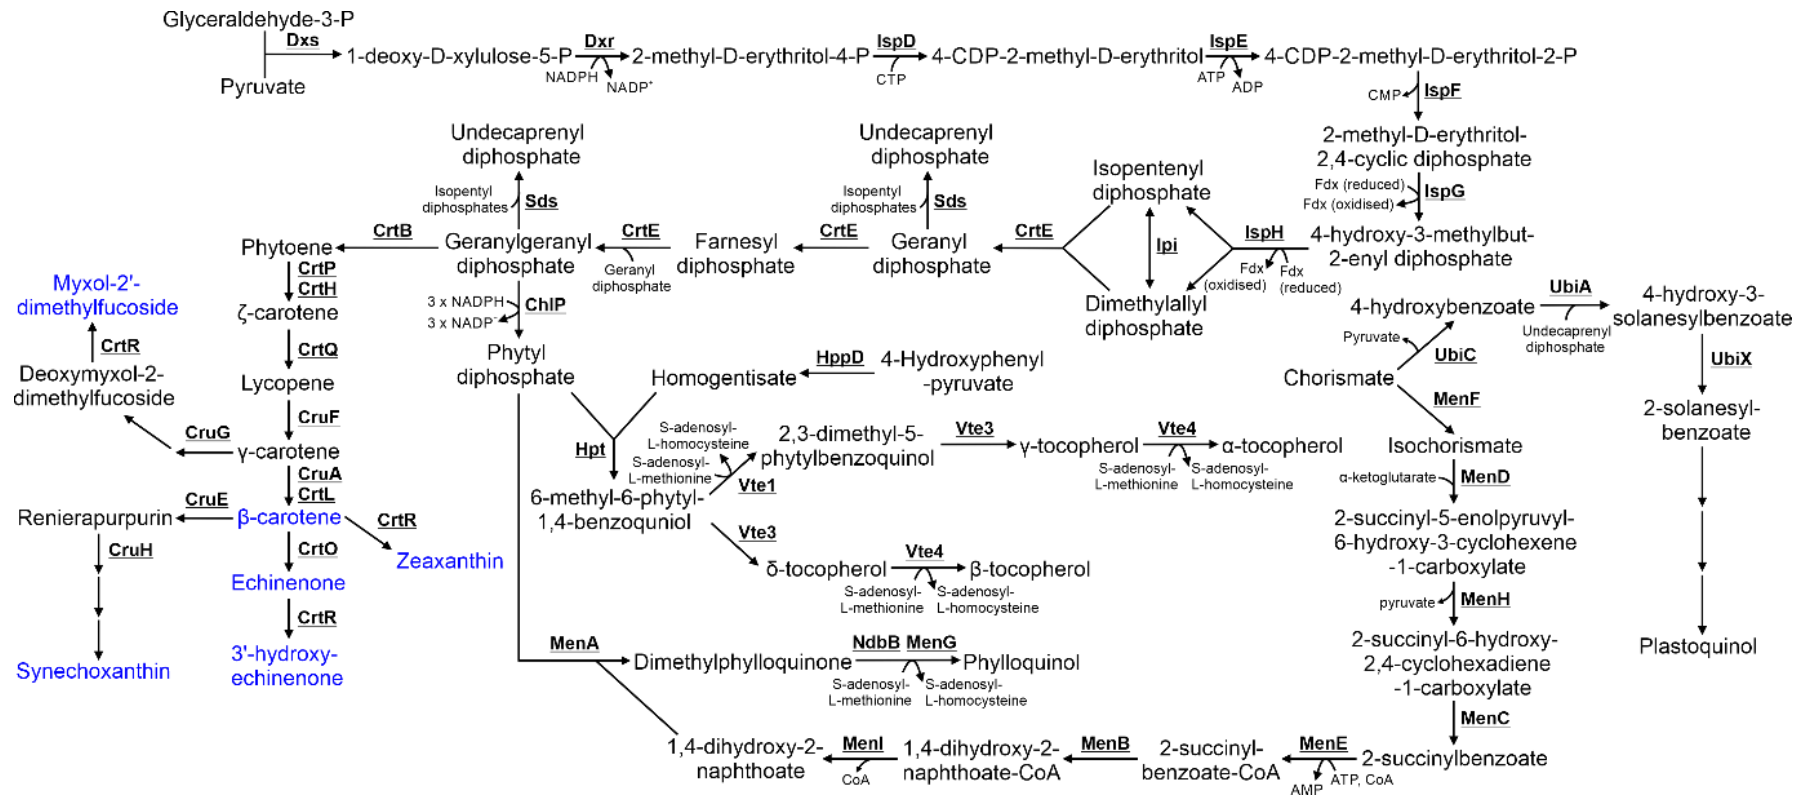 Glyceraldehyde-3-P
Dxs
Pyruvate
1-deoxy-D-xylulose-5-P
Dxr
NADPH
NADP+
2-methyl-D-erythritol-4-P
IspD
CTP
4-CDP-2-methyl-D-erythritol
IspE
ATP
ADP
4-CDP-2-methyl-D-erythritol-2-P
CMP
IspF
2-methyl-D-erythritol-
2,4-cyclic diphosphate
Fdx (reduced)
Fdx (oxidised)
IspG
4-hydroxy-3-methylbut-
2-enyl diphosphate
IspH
Fdx
(oxidised)
Fdx
(reduced)
Isopentenyl
diphosphate
Ipi
Dimethylallyl
diphosphate
CrtE
Geranyl
diphosphate
Isopentyl
diphosphates
Sds
Undecaprenyl
diphosphate
CrtE
Farnesyl
diphosphate
CrtE
Geranyl
diphosphate
Geranylgeranyl
diphosphate
Isopentyl
diphosphates
Sds
Undecaprenyl
diphosphate
CrtB
Phytoene
CrtP
CrtH
ζ-carotene
CrtQ
Lycopene
CruF
γ-carotene
CruG
Deoxymyxol-2-
dimethylfucoside
CrtR
Myxol-2'-
dimethylfucoside
CruA
CrtL
β-carotene
CruE
Renierapurpurin
CruH
Synechoxanthin
CrtR
Zeaxanthin
CrtO
Echinenone
CrtR
3'-hydroxy-
echinenone
3 x NADPH
3 x NADP-
ChlP
Phytyl
diphosphate
Homogentisate
HppD
4-Hydroxyphenyl
-pyruvate
Hpt
6-methyl-6-phytyl-
1,4-benzoquniol
S-adenosyl-
L-homocysteine
S-adenosyl-
L-methionine
Vte1
2,3-dimethyl-5-
phytylbenzoquinol
Vte3
γ-tocopherol
Vte4
S-adenosyl-
L-methionine
S-adenosyl-
L-homocysteine
α-tocopherol
Vte3
δ-tocopherol
Vte4
S-adenosyl-
L-methionine
S-adenosyl-
L-homocysteine
β-tocopherol
MenA
Dimethylphylloquinone
NdbB MenG
S-adenosyl-
L-methionine
S-adenosyl-
L-homocysteine
Phylloquinol
Chorismate
Pyruvate
UbiC
4-hydroxybenzoate
UbiA
Undecaprenyl
diphosphate
4-hydroxy-3-
solanesylbenzoate
UbiX
2-solanesyl-
benzoate
Plastoquinol
MenF
Isochorismate
α-ketoglutarate
MenD
2-succinyl-5-enolpyruvyl-
6-hydroxy-3-cyclohexene
-1-carboxylate
pyruvate
MenH
2-succinyl-6-hydroxy-
2,4-cyclohexadiene
-1-carboxylate
MenC
2-succinylbenzoate
MenE
ATP, CoA
AMP
2-succinyl-
benzoate-CoA
MenB
1,4-dihydroxy-2-
naphthoate-CoA
MenI
CoA
1,4-dihydroxy-2-
naphthoate